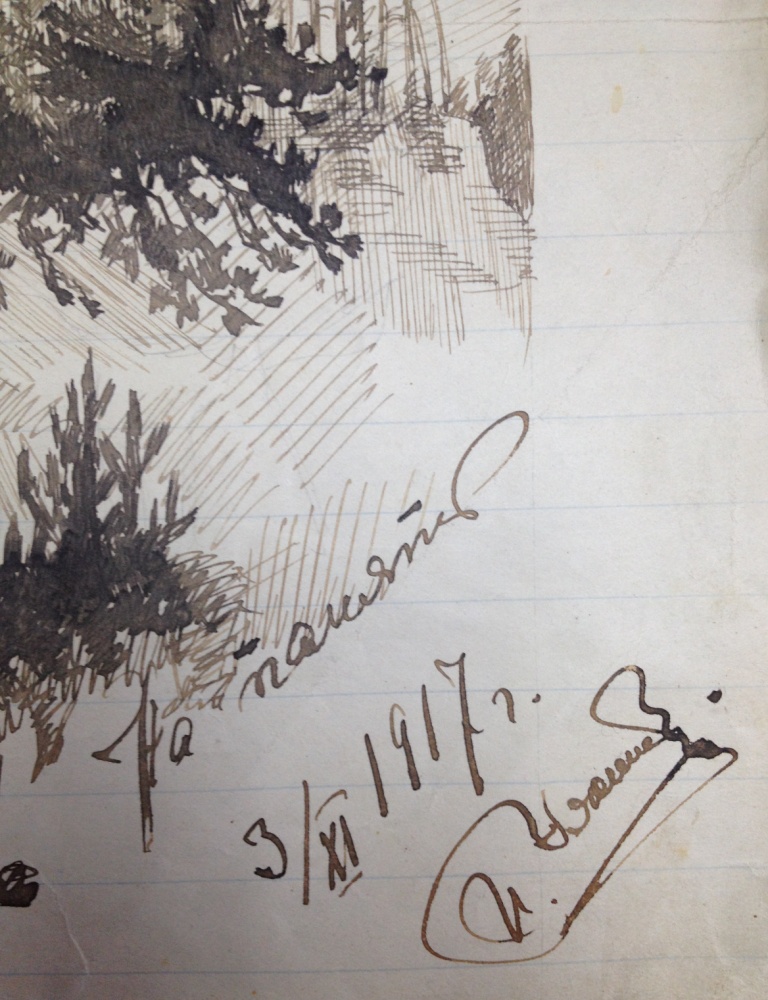 На память
3/XI 1917 г.
И.